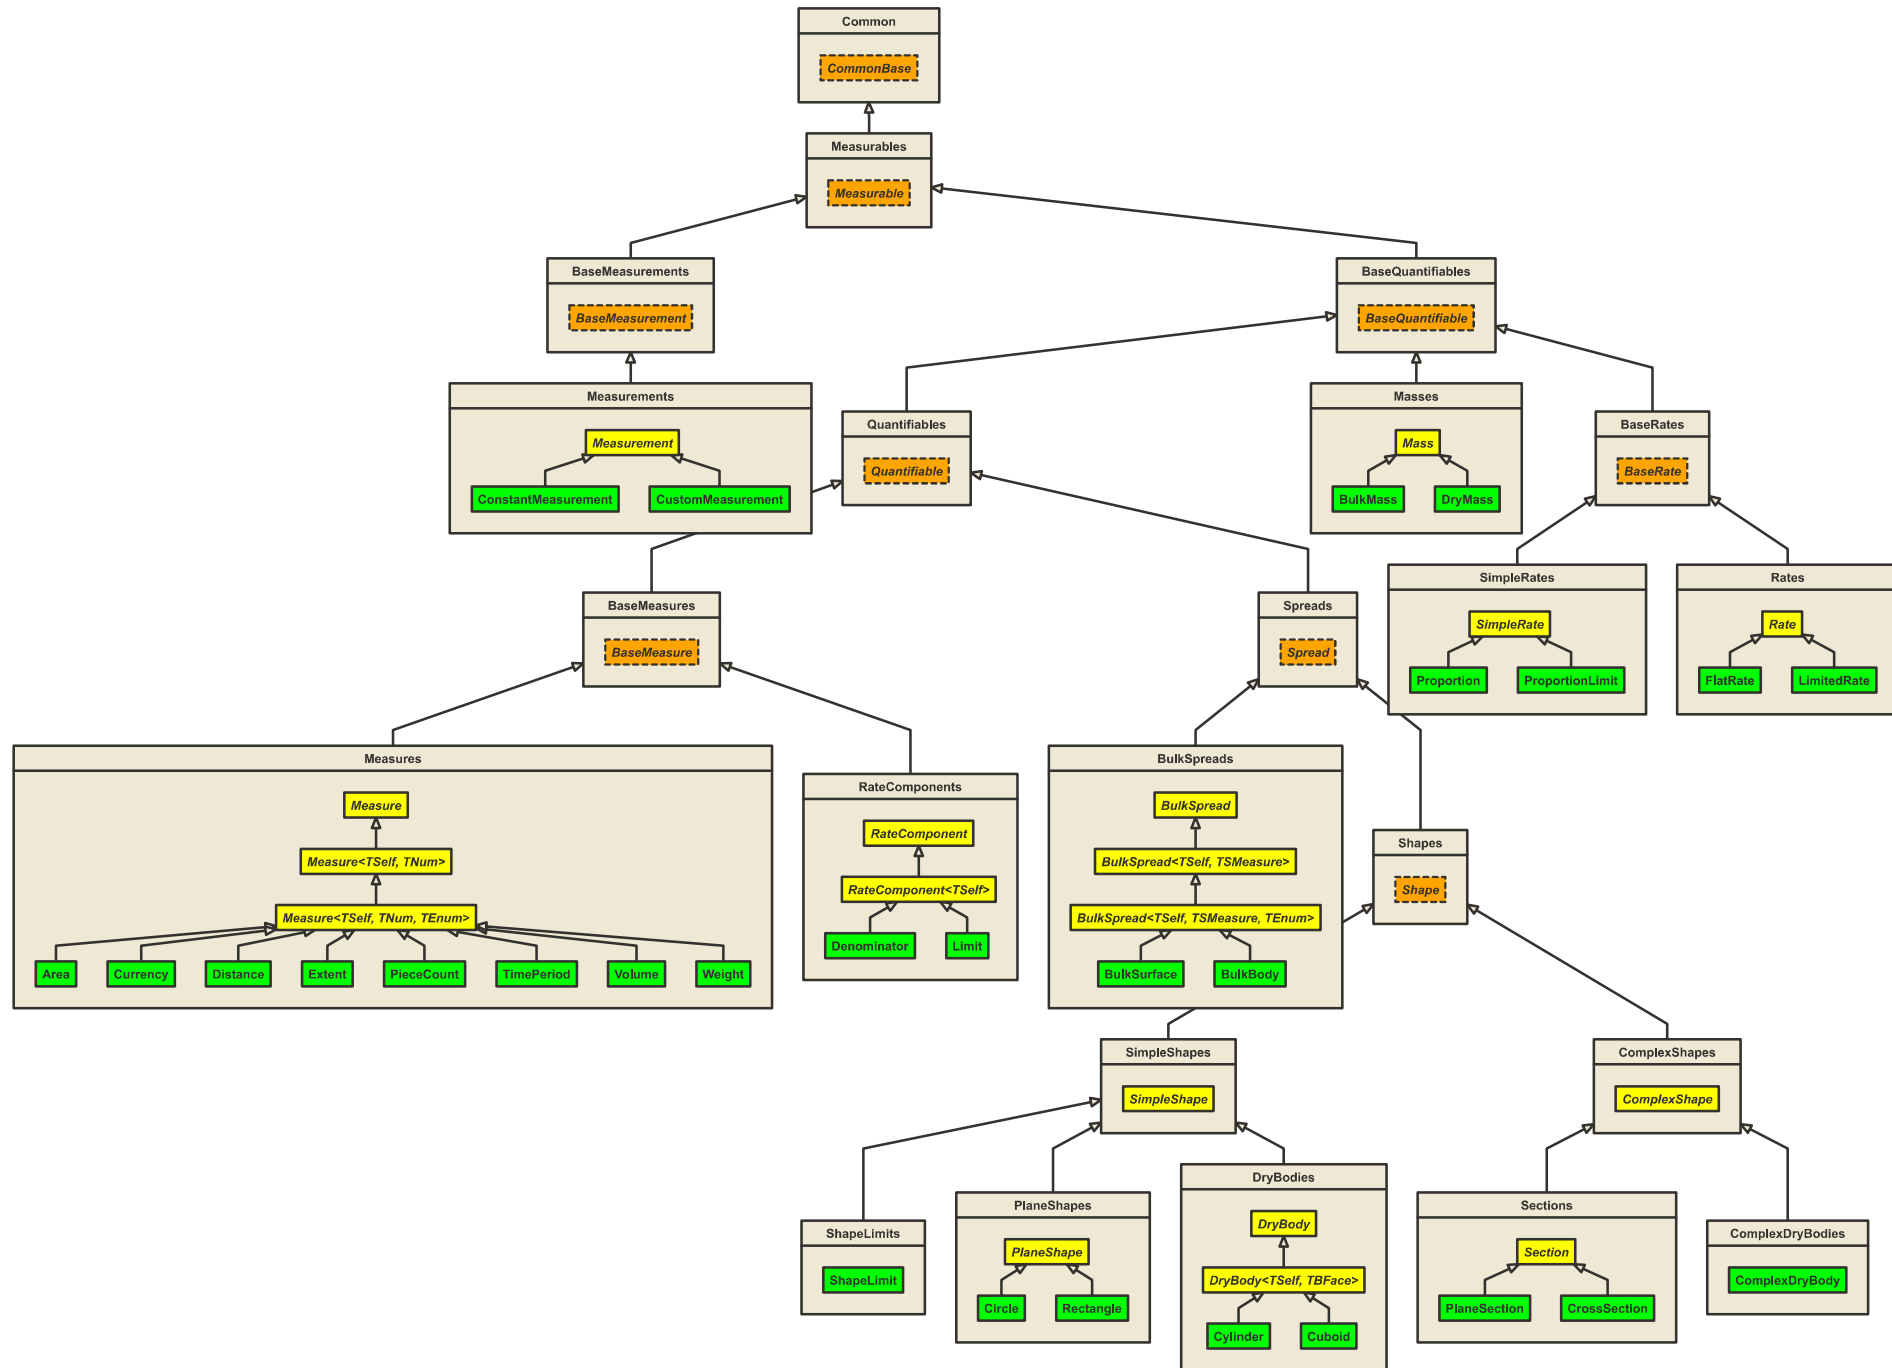 Common
CommonBase
Measurables
Measurable
BaseMeasurements
BaseMeasurement
BaseQuantifiables
BaseQuantifiable
Measurements
Measurement
ConstantMeasurement
CustomMeasurement
Quantifiables
Quantifiable
Masses
Mass
BulkMass
DryMass
BaseRates
BaseRate
BaseMeasures
BaseMeasure
Spreads
Spread
SimpleRates
SimpleRate
Proportion
ProportionLimit
Rates
Rate
FlatRate
LimitedRate
Measures
Measure
Measure<TSelf, TNum>
Measure<TSelf, TNum, TEnum>
Area
Currency
Distance
Extent
PieceCount
TimePeriod
Volume
Weight
RateComponents
RateComponent
RateComponent<TSelf>
Denominator
Limit
BulkSpreads
BulkSpread
BulkSpread<TSelf, TSMeasure>
BulkSpread<TSelf, TSMeasure, TEnum>
BulkSurface
BulkBody
Shapes
Shape
SimpleShapes
SimpleShape
ComplexShapes
ComplexShape
ShapeLimits
ShapeLimit
PlaneShapes
PlaneShape
Circle
Rectangle
DryBodies
DryBody
DryBody<TSelf, TBFace>
Cylinder
Cuboid
Sections
Section
PlaneSection
CrossSection
ComplexDryBodies
ComplexDryBody